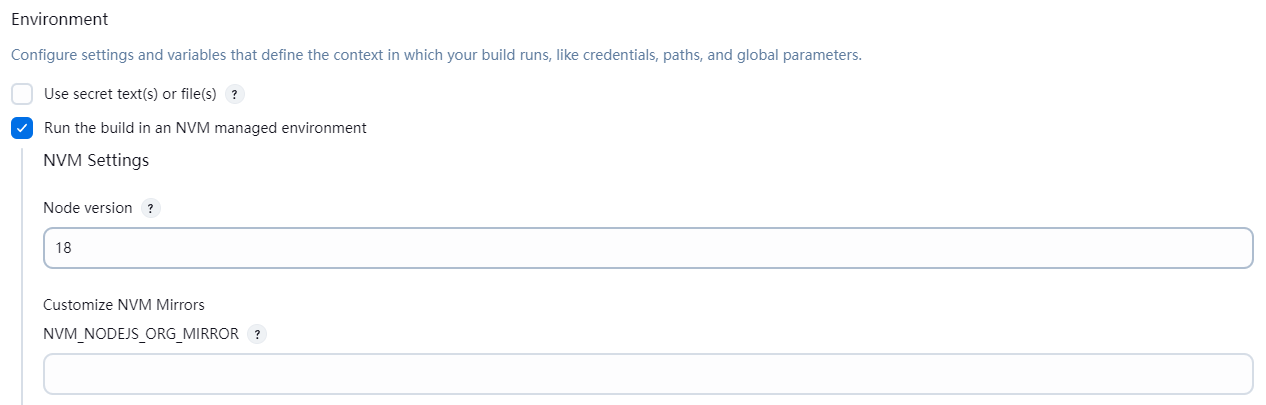 Environment
Configure settings and variables that define the context in which your build runs, like credentials, paths, and global parameters.
Use secret text(s) or file(s) ?
Run the build in an NVM managed environment
NVM Settings
Node version ?
18
Customize NVM Mirrors
NVM_NODEJS_ORG_MIRROR ?